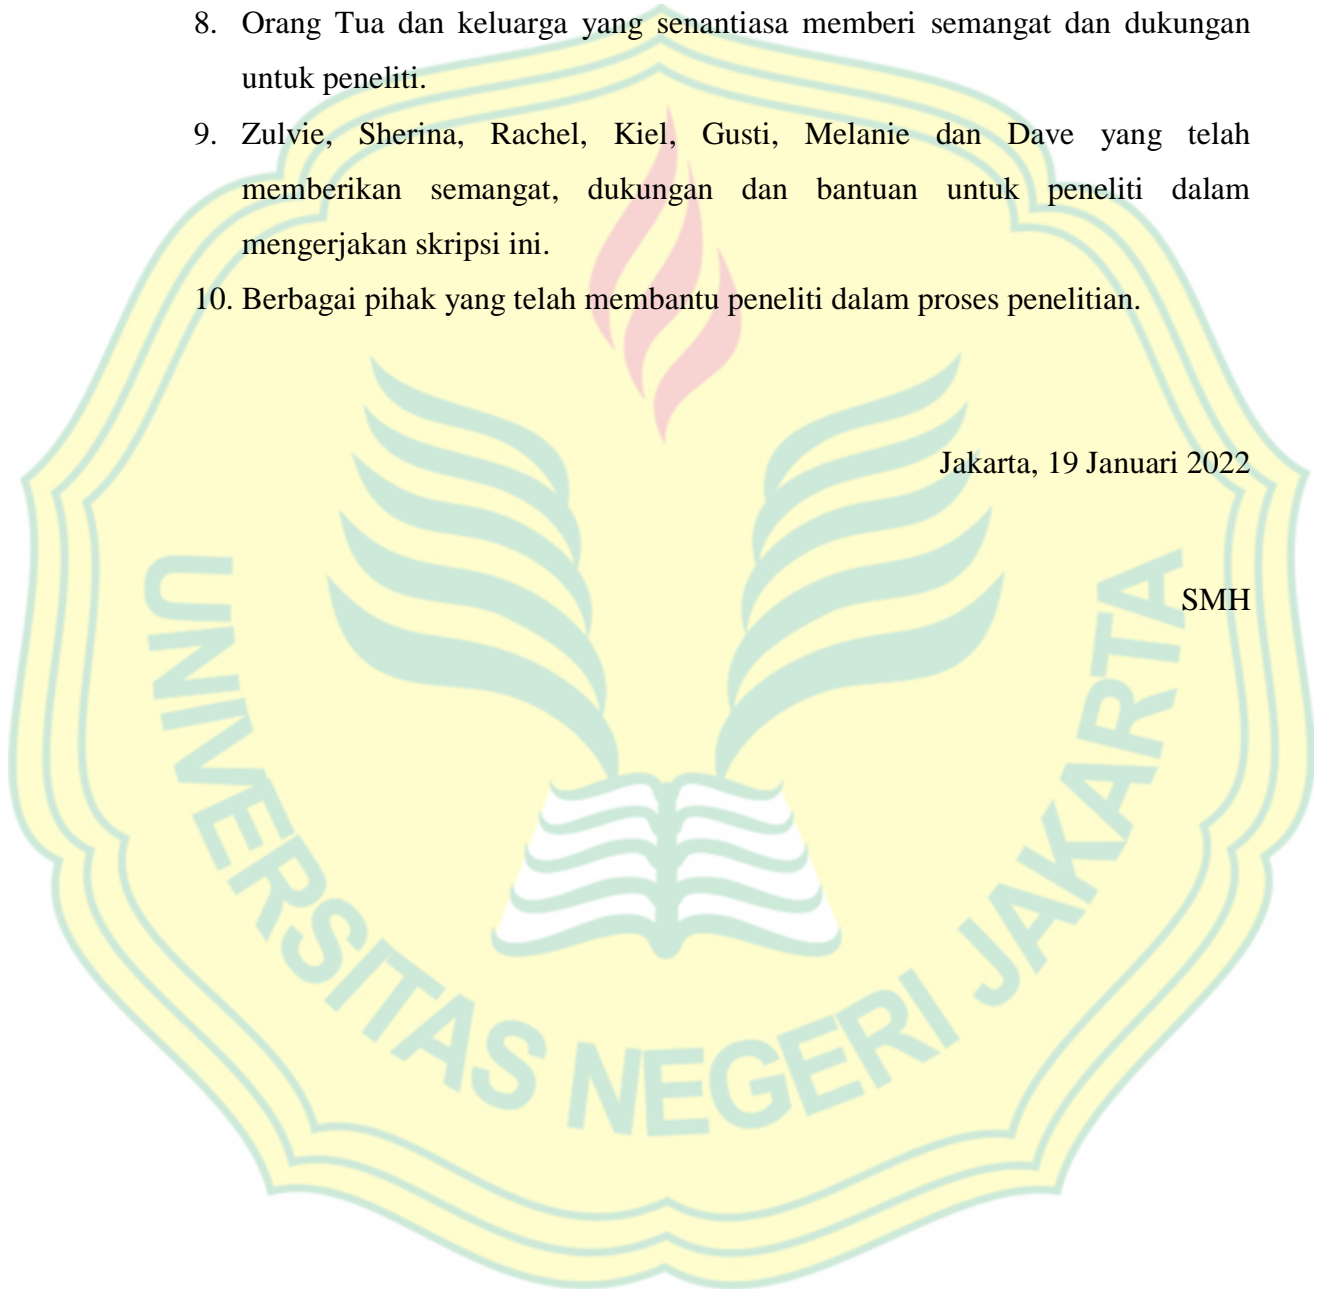 8. Orang Tua dan keluarga yang senantiasa memberi semangat dan dukungan
untuk peneliti.
9. Zulvie, Sherina, Rachel, Kiel, Gusti, Melanie dan Dave yang telah
memberikan semangat, dukungan dan bantuan untuk peneliti dalam
mengerjakan skripsi ini.
10. Berbagai pihak yang telah membantu peneliti dalam proses penelitian.
Jakarta, 19 Januari 2022
SMH
UNIVERSITAS NEGERI JAKARTA